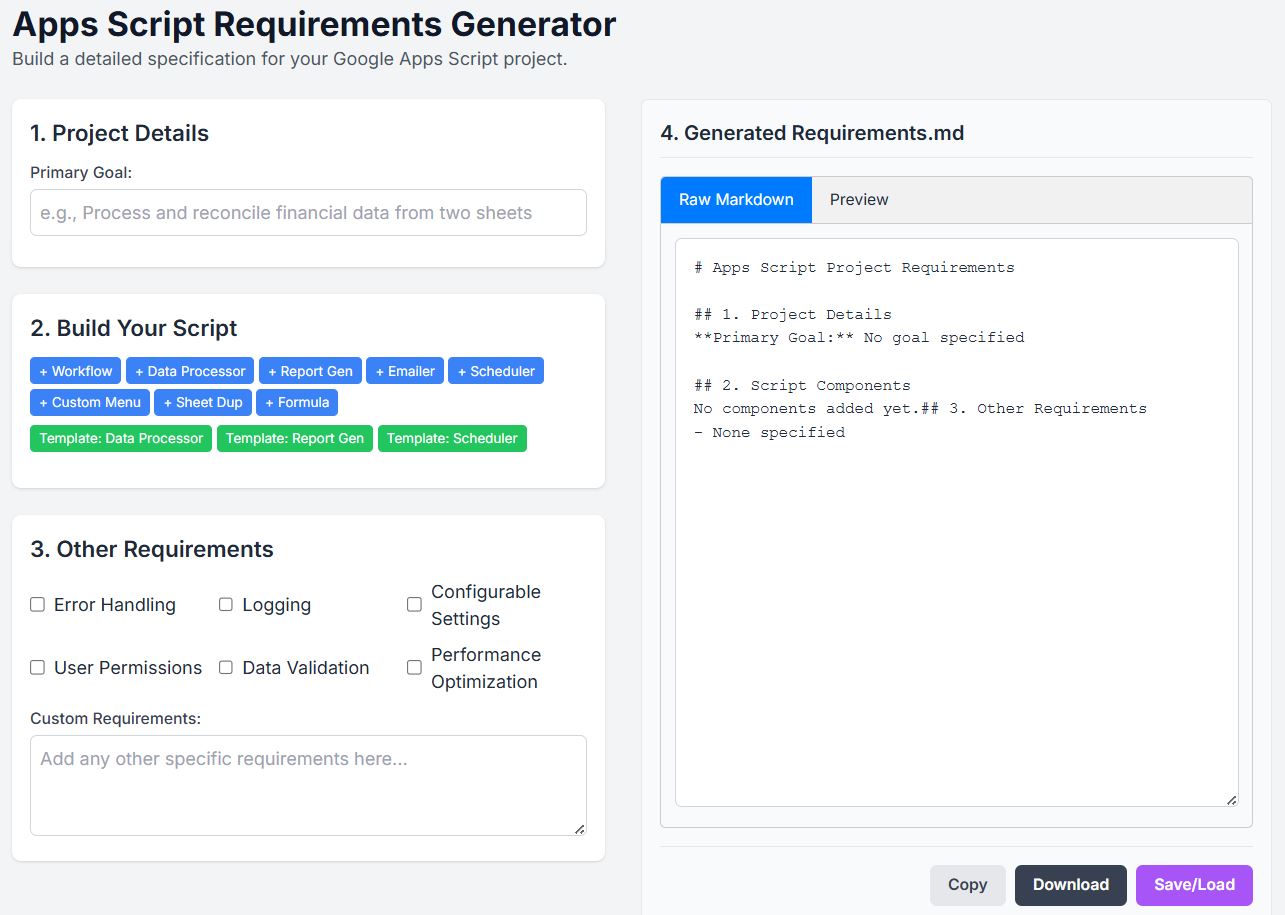 Apps Script Requirements Generator
Build a detailed specification for your Google Apps Script project.
1. Project Details
Primary Goal:
e.g., Process and reconcile financial data from two sheets
2. Build Your Script
+ Workflow + Data Processor + Report Gen + Emailer + Scheduler
+ Custom Menu + Sheet Dup + Formula
Template: Data Processor Template: Report Gen Template: Scheduler
3. Other Requirements
Error Handling Logging Configurable
Settings
User Permissions Data Validation Performance
Optimization
Custom Requirements:
Add any other specific requirements here...
4. Generated Requirements.md
Raw Markdown Preview
# Apps Script Project Requirements
## 1. Project Details
**Primary Goal:** No goal specified
## 2. Script Components
No components added yet.## 3. Other Requirements
- None specified
Copy Download Save/Load